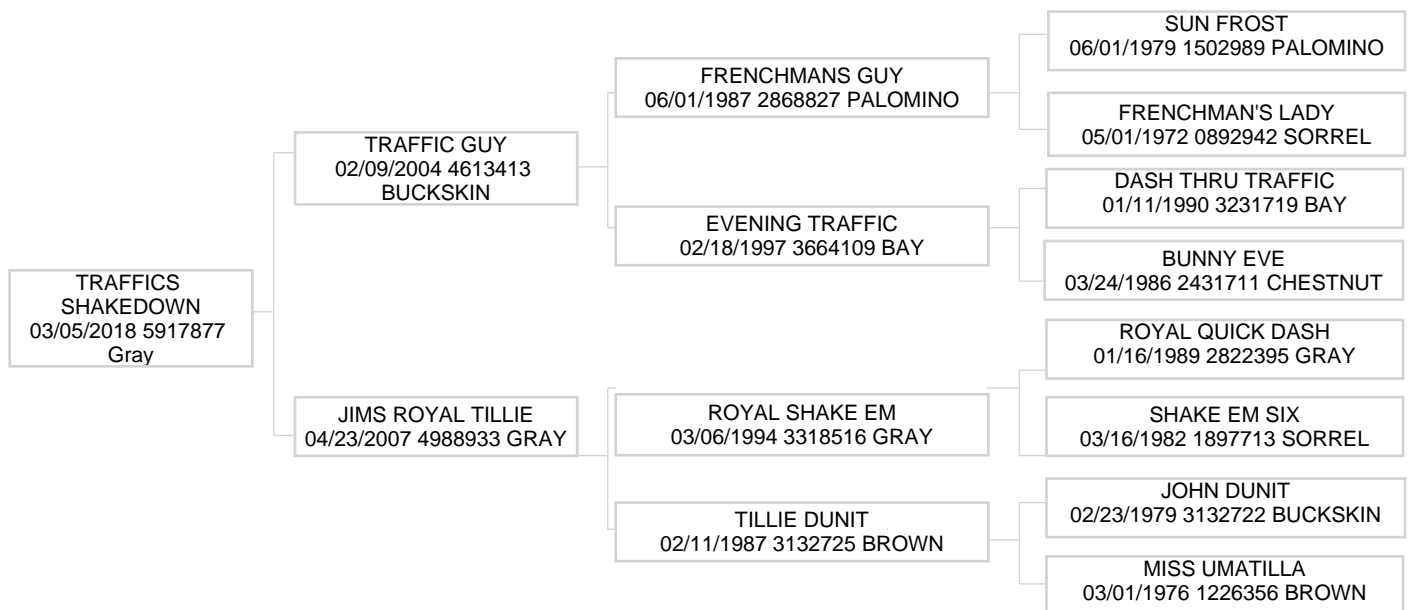 TRAFFICS
SHAKEDOWN
03/05/2018 5917877
Gray
TRAFFIC GUY
02/09/2004 4613413
BUCKSKIN
JIMS ROYAL TILLIE
04/23/2007 4988933 GRAY
FRENCHMANS GUY
06/01/1987 2868827 PALOMINO
EVENING TRAFFIC
02/18/1997 3664109 BAY
ROYAL SHAKE EM
03/06/1994 3318516 GRAY
TILLIE DUNIT
02/11/1987 3132725 BROWN
SUN FROST
06/01/1979 1502989 PALOMINO
FRENCHMAN'S LADY
05/01/1972 0892942 SORREL
DASH THRU TRAFFIC
01/11/1990 3231719 BAY
BUNNY EVE
03/24/1986 2431711 CHESTNUT
ROYAL QUICK DASH
01/16/1989 2822395 GRAY
SHAKE EM SIX
03/16/1982 1897713 SORREL
JOHN DUNIT
02/23/1979 3132722 BUCKSKIN
MISS UMATILLA
03/01/1976 1226356 BROWN